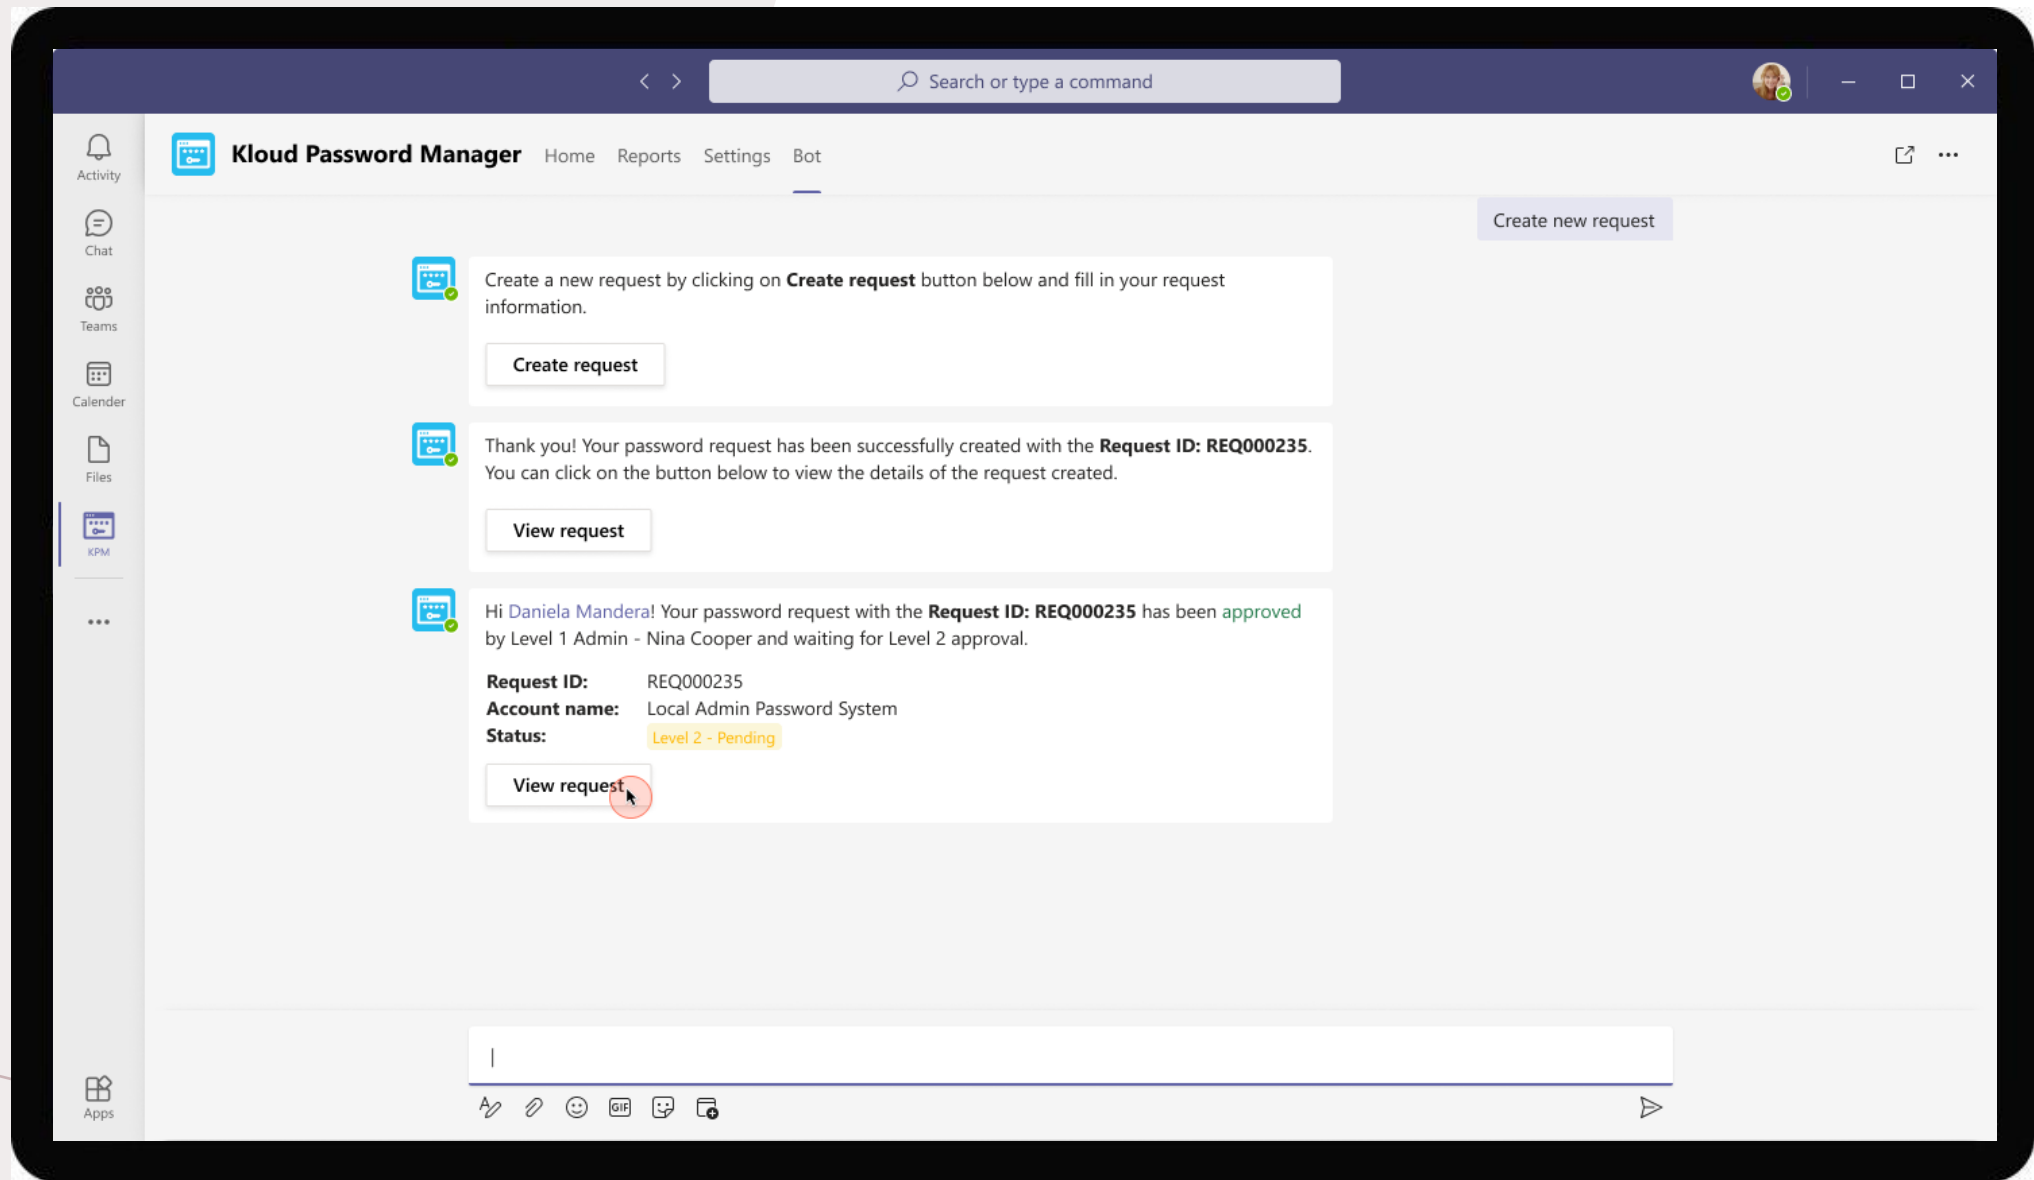 Search or type a command
Activity
Chat
Teams
Calender
Files
KPM
Apps
Kloud Password Manager Home Reports Settings Bot
Create new request
Create a new request by clicking on Create request button below and fill in your request
information.
Create request
Thank you! Your password request has been successfully created with the Request ID: REQ000235.
You can click on the button below to view the details of the request created.
View request
Hi Daniela Mandera! Your password request with the Request ID: REQ000235 has been approved
by Level 1 Admin - Nina Cooper and waiting for Level 2 approval.
Request ID: REQ000235
Account name: Local Admin Password System
Status: Level 2 - Pending
View request
GIF